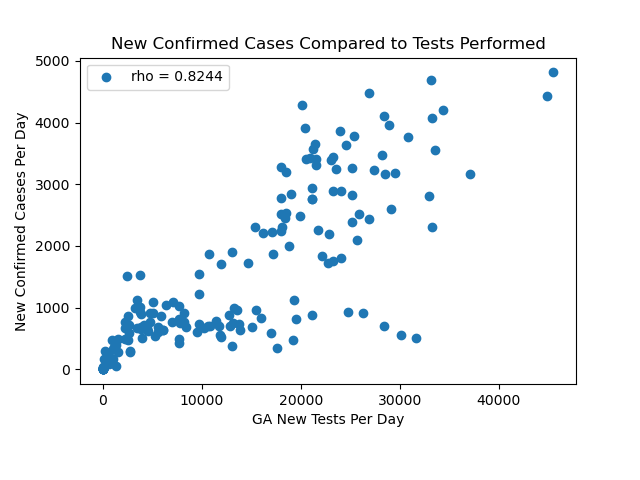 New Confirmed Cases Compared to Tests Performed
rho = 0.8244
5000
4000
3000
2000
1000
0
New Confirmed Caeses Per Day
0 10000 20000 30000 40000
GA New Tests Per Day